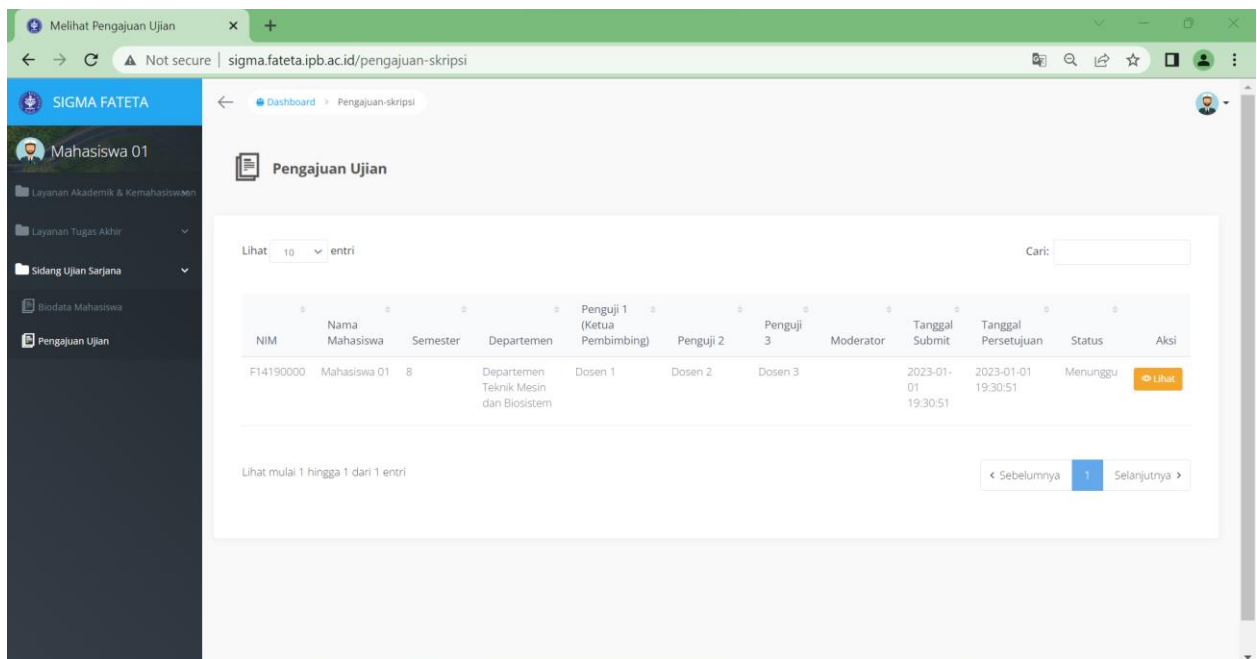 Melihat Pengajuan Ujian
Not secure | sigma.fateta.ipb.ac.id/pengajuan-skripsi
SIGMA FATETA
Dashboard > Pengajuan-skripsi
Mahasiswa 01
Layanan Akademik & Kemahasiswaan
Layanan Tugas Akhir
Sidang Ujian Sarjana
Biodata Mahasiswa
Pengajuan Ujian
Pengajuan Ujian
Lihat 10 entri
Cari:
NIM
Nama
Mahasiswa
Semester
Departemen
Penguji 1
(Ketua
Pembimbing)
Penguji 2
Penguji
3
Moderator
Tanggal
Submit
Tanggal
Persetujuan
Status
Aksi
F14190000
Mahasiswa 01
8
Departemen
Teknik Mesin
dan Biosistem
Dosen 1
Dosen 2
Dosen 3
2023-01-
01
19:30:51
2023-01-01
19:30:51
Menunggu
Lihat
Lihat mulai 1 hingga 1 dari 1 entri
Sebelumnya
1
Selanjutnya